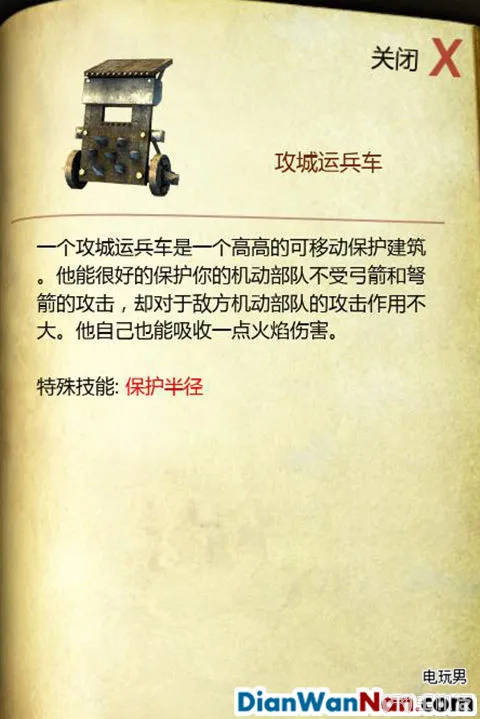 关闭 X
攻城运兵车
一个攻城运兵车是一个高高的可移动保护建筑
。他能很好的保护你的机动部队不受弓箭和弩
箭的攻击，却对于敌方机动部队的攻击作用不
大。他自己也能吸收一点火焰伤害。
特殊技能: 保护半径
电玩男
DianWanNan.com